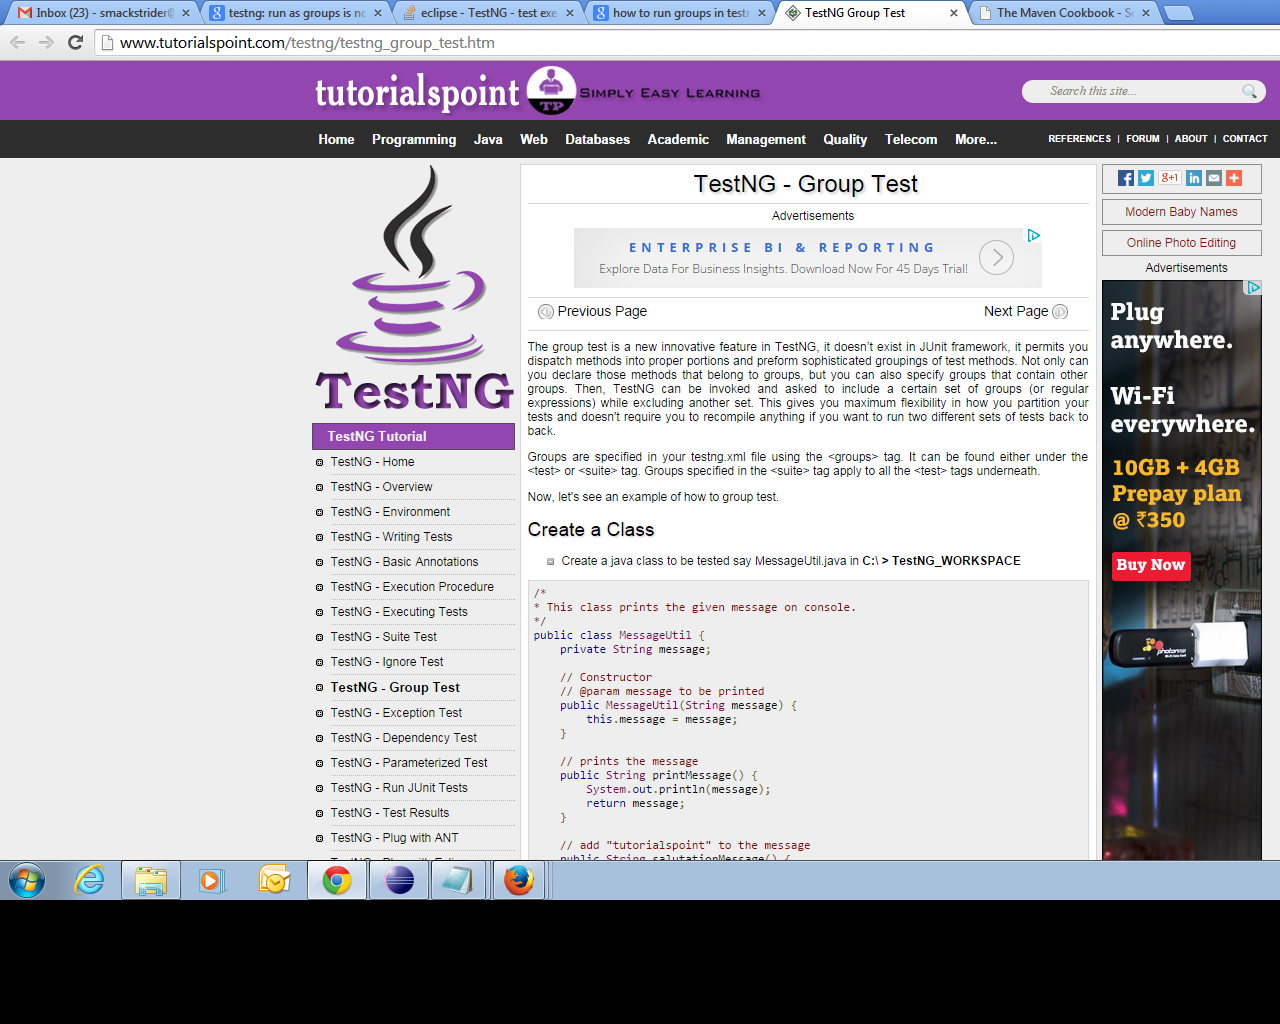 Inbox (23) - smackstrider@
testng: run as groups is no
eclipse - TestNG - test exe
how to run groups in testn
TestNG Group Test
The Maven Cookbook - So
www.tutorialspoint.com/testng/testng_group_test.htm
tutorialspoint
TP
SIMPLY EASY LEARNING
Search this site...
Home Programming Java Web Databases Academic Management Quality Telecom More...
REFERENCES | FORUM | ABOUT | CONTACT
TestNG
TestNG Tutorial
TestNG - Home
TestNG - Overview
TestNG - Environment
TestNG - Writing Tests
TestNG - Basic Annotations
TestNG - Execution Procedure
TestNG - Executing Tests
TestNG - Suite Test
TestNG - Ignore Test
TestNG - Group Test
TestNG - Exception Test
TestNG - Dependency Test
TestNG - Parameterized Test
TestNG - Run JUnit Tests
TestNG - Test Results
TestNG - Plug with ANT
TestNG - Group Test
Advertisements
ENTERPRISE BI & REPORTING
Explore Data For Business Insights. Download Now For 45 Days Trial!
Previous Page
Next Page
The group test is a new innovative feature in TestNG, it doesn't exist in JUnit framework, it permits you
dispatch methods into proper portions and preform sophisticated groupings of test methods. Not only can
you declare those methods that belong to groups, but you can also specify groups that contain other
groups. Then, TestNG can be invoked and asked to include a certain set of groups (or regular
expressions) while excluding another set. This gives you maximum flexibility in how you partition your
tests and doesn't require you to recompile anything if you want to run two different sets of tests back to
back.
Groups are specified in your testng.xml file using the <groups> tag. It can be found either under the
<test> or <suite> tag. Groups specified in the <suite> tag apply to all the <test> tags underneath.
Now, let's see an example of how to group test.
Create a Class
Create a java class to be tested say MessageUtil.java in C:\ > TestNG_WORKSPACE
/*
* This class prints the given message on console.
*/
public class MessageUtil {
private String message;
// Constructor
// @param message to be printed
public MessageUtil(String message) {
this.message = message;
}
// prints the message
public String printMessage() {
System.out.println(message);
return message;
}
// add "tutorialspoint" to the message
public String salutationMessage() {
g+1
Modern Baby Names
Online Photo Editing
Advertisements
Plug
anywhere.
Wi-Fi
everywhere.
10GB + 4GB
Prepay plan
@ ₹350
Buy Now
photon